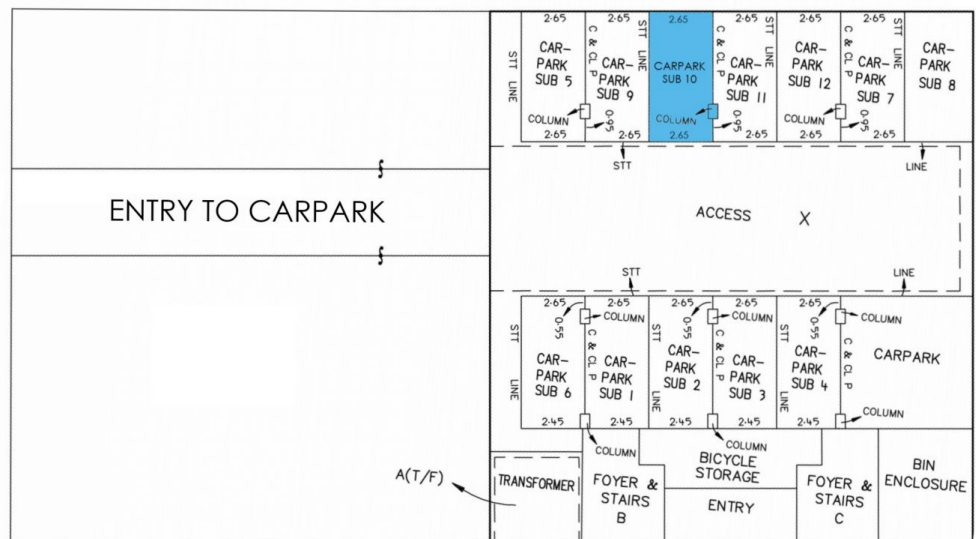 2.65
2.65
2.65
2.65
2.65
2.65
STT LINE
CAR-
PARK
SUB 5
C & CL P
CAR-
PARK
SUB 9
STT LINE
CARPARK
SUB 10
C & CL P
CAR-
PARK
SUB 11
STT LINE
CAR-
PARK
SUB 12
C & CL P
CAR-
PARK
SUB 7
STT LINE
CAR-
PARK
SUB 8
COLUMN
0.95
COLUMN
0.95
COLUMN
0.95
2.65
2.65
2.65
2.65
2.65
2.65
STT
LINE
ENTRY TO CARPARK
ACCESS X
STT
LINE
2.65
2.65
2.65
2.65
2.65
COLUMN
COLUMN
COLUMN
0.55
0.55
0.55
STT LINE
CAR-
PARK
SUB 6
C & CL P
CAR-
PARK
SUB 1
STT LINE
CAR-
PARK
SUB 2
C & CL P
CAR-
PARK
SUB 3
STT LINE
CAR-
PARK
SUB 4
C & CL P
CARPARK
COLUMN
2.45
2.45
2.45
2.45
2.45
COLUMN
COLUMN
A(T/F)
TRANSFORMER
FOYER &
STAIRS
B
BICYCLE
STORAGE
ENTRY
FOYER &
STAIRS
C
BIN
ENCLOSURE